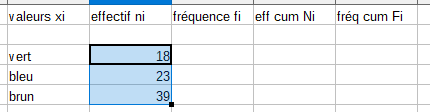 valeurs xi effectif ni fréquence fi eff cum Ni fréq cum Fi
vert 18
bleu 23
brun 39